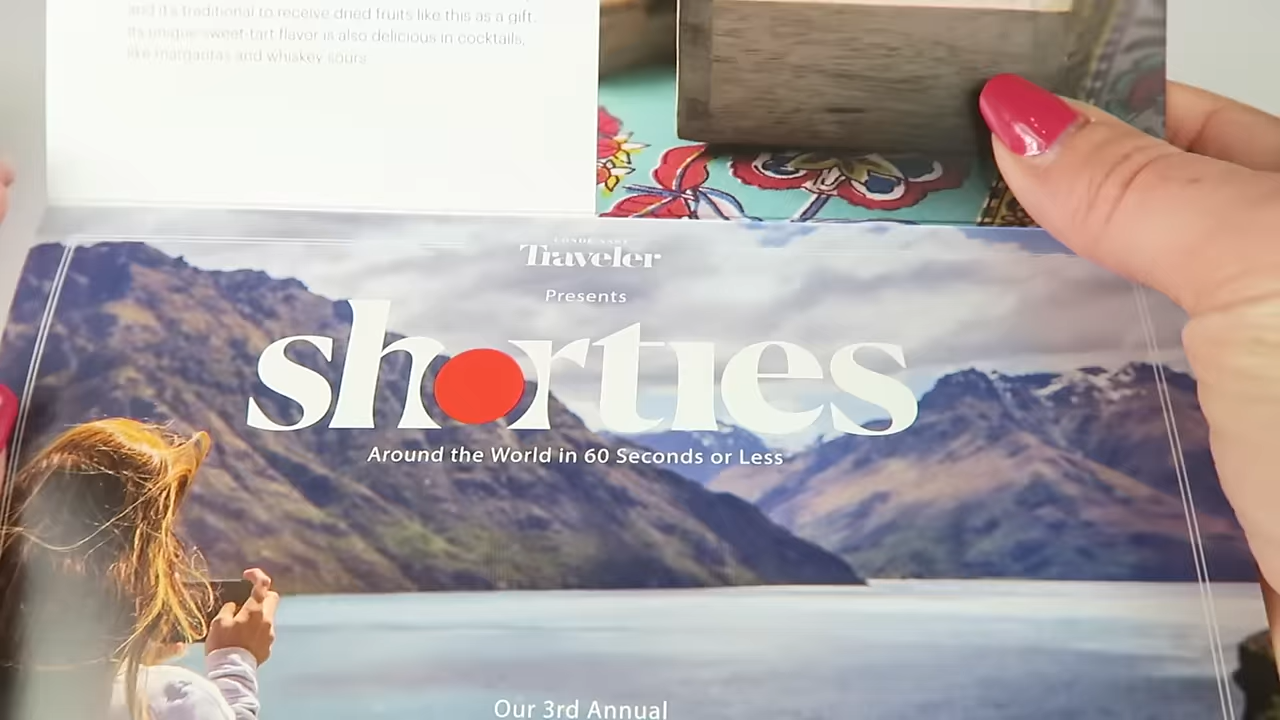 and it's traditional to receive dried fruits like this as a gift.
Its unique sweet-tart flavor is also delicious in cocktails,
like margaritas and whiskey sours.
CONDÉ NAST
Traveler
Presents
shorties
Around the World in 60 Seconds or Less
Our 3rd Annual